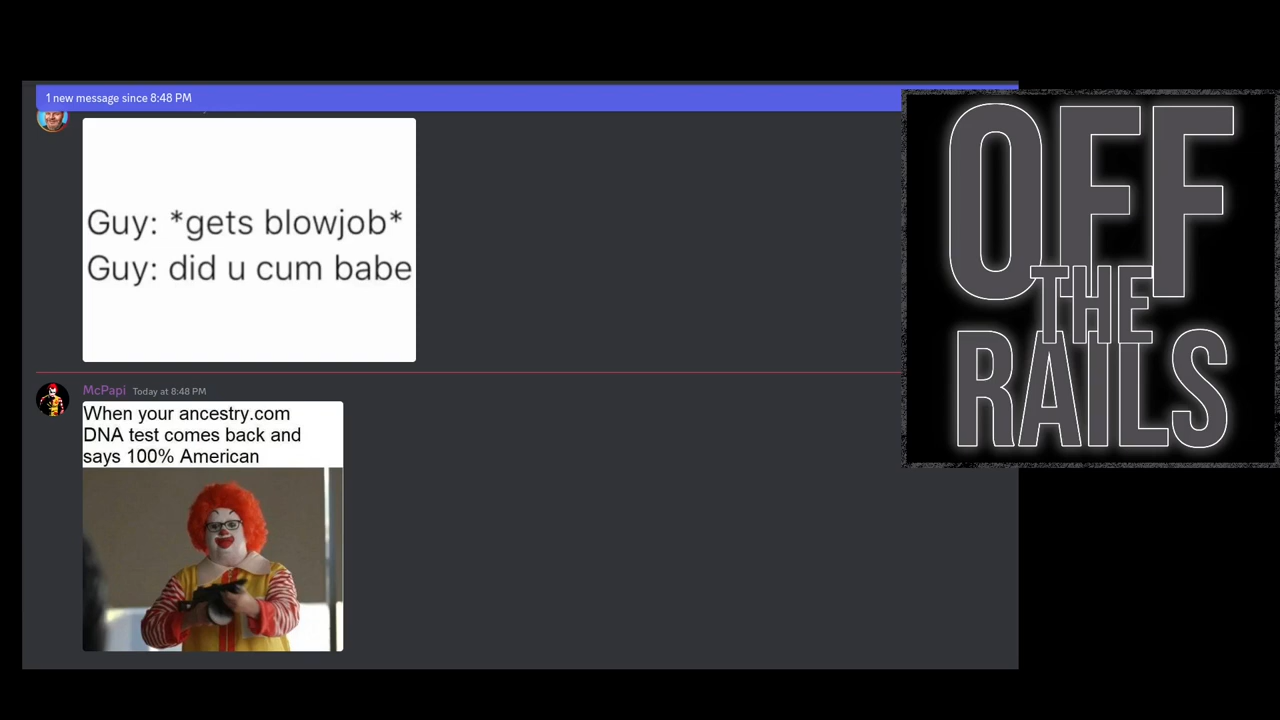 1 new message since 8:48 PM
Guy: *gets blowjob*
Guy: did u cum babe
McPapi Today at 8:48 PM
When your ancestry.com
DNA test comes back and
says 100% American
OFF
THE
RAILS